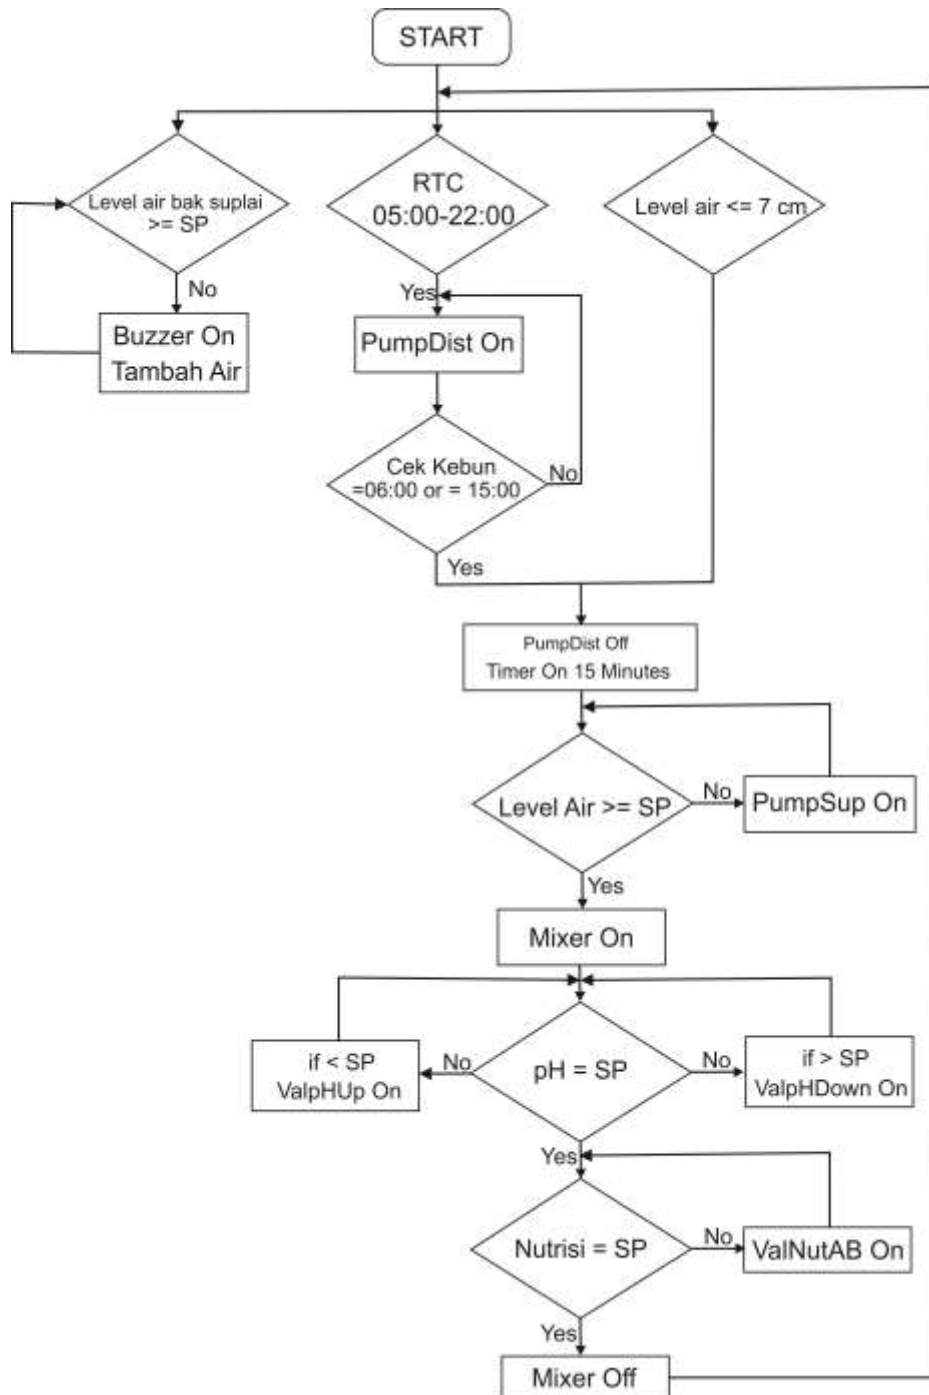 START
Level air bak suplai
>= SP
RTC
05:00-22:00
Level air <= 7 cm
No
Yes
Buzzer On
Tambah Air
PumpDist On
Cek Kebun
=06:00 or = 15:00
No
Yes
PumpDist Off
Timer On 15 Minutes
Level Air >= SP
No
PumpSup On
Yes
Mixer On
if < SP
ValpHUp On
No
pH = SP
No
if > SP
ValpHDown On
Yes
Nutrisi = SP
No
ValNutAB On
Yes
Mixer Off